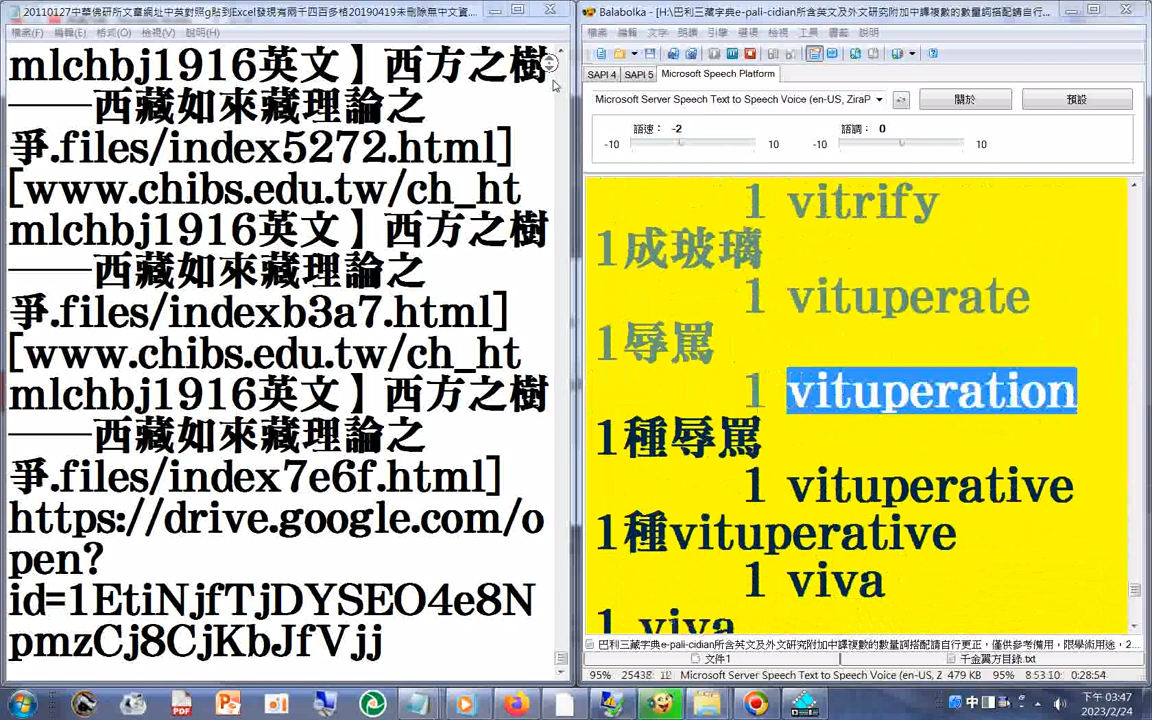 20110127中華佛研所文章網址中英對照g貼到Excel發現有兩千四百多格20190419未刪除無中文資...
檔案(F) 編輯(E) 格式(O) 檢視(V) 說明(H)
mlchbj1916英文】西方之樹
——西藏如來藏理論之
爭.files/index5272.html]
[www.chibs.edu.tw/ch_ht
mlchbj1916英文】西方之樹
——西藏如來藏理論之
爭.files/indexb3a7.html]
[www.chibs.edu.tw/ch_ht
mlchbj1916英文】西方之樹
——西藏如來藏理論之
爭.files/index7e6f.html]
https://drive.google.com/o
pen?
id=1EtiNjfTjDYSEO4e8N
pmzCj8CjKbJfVjj
Balabolka - [H:\巴利三藏字典e-pali-cidian所含英文及外文研究附加中譯複數的數量詞搭配請自行...
檔案 編輯 文字 朗讀 引擎 選項 檢視 工具 書籤 說明
SAPI 4 SAPI 5 Microsoft Speech Platform
Microsoft Server Speech Text to Speech Voice (en-US, ZiraP 關於 預設
語速： -2 語調： 0
-10 10 -10 10
1 vitrify
1成玻璃
1 vituperate
1辱罵
1 vituperation
1種辱罵
1 vituperative
1種vituperative
1 viva
1 viva
巴利三藏字典e-pali-cidian所含英文及外文研究附加中譯複數的數量詞搭配請自行更正，僅供參考備用，限學術用途，2...
文件1 千金翼方目錄.txt
95% Microsoft Speech Platform: Microsoft Server Speech Text to Speech Voice (en-US, Z 479 KB 95% 8:53:10 0:28:54
下午 03:47
2023/2/24